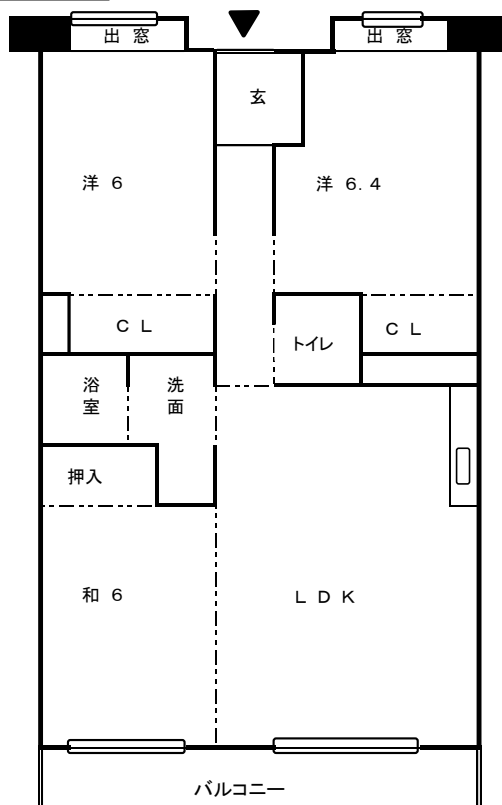 出 窓
出 窓
玄
洋 6
洋 6.4
C L
トイレ
C L
浴室
洗面
押入
和 6
L D K
バルコニー